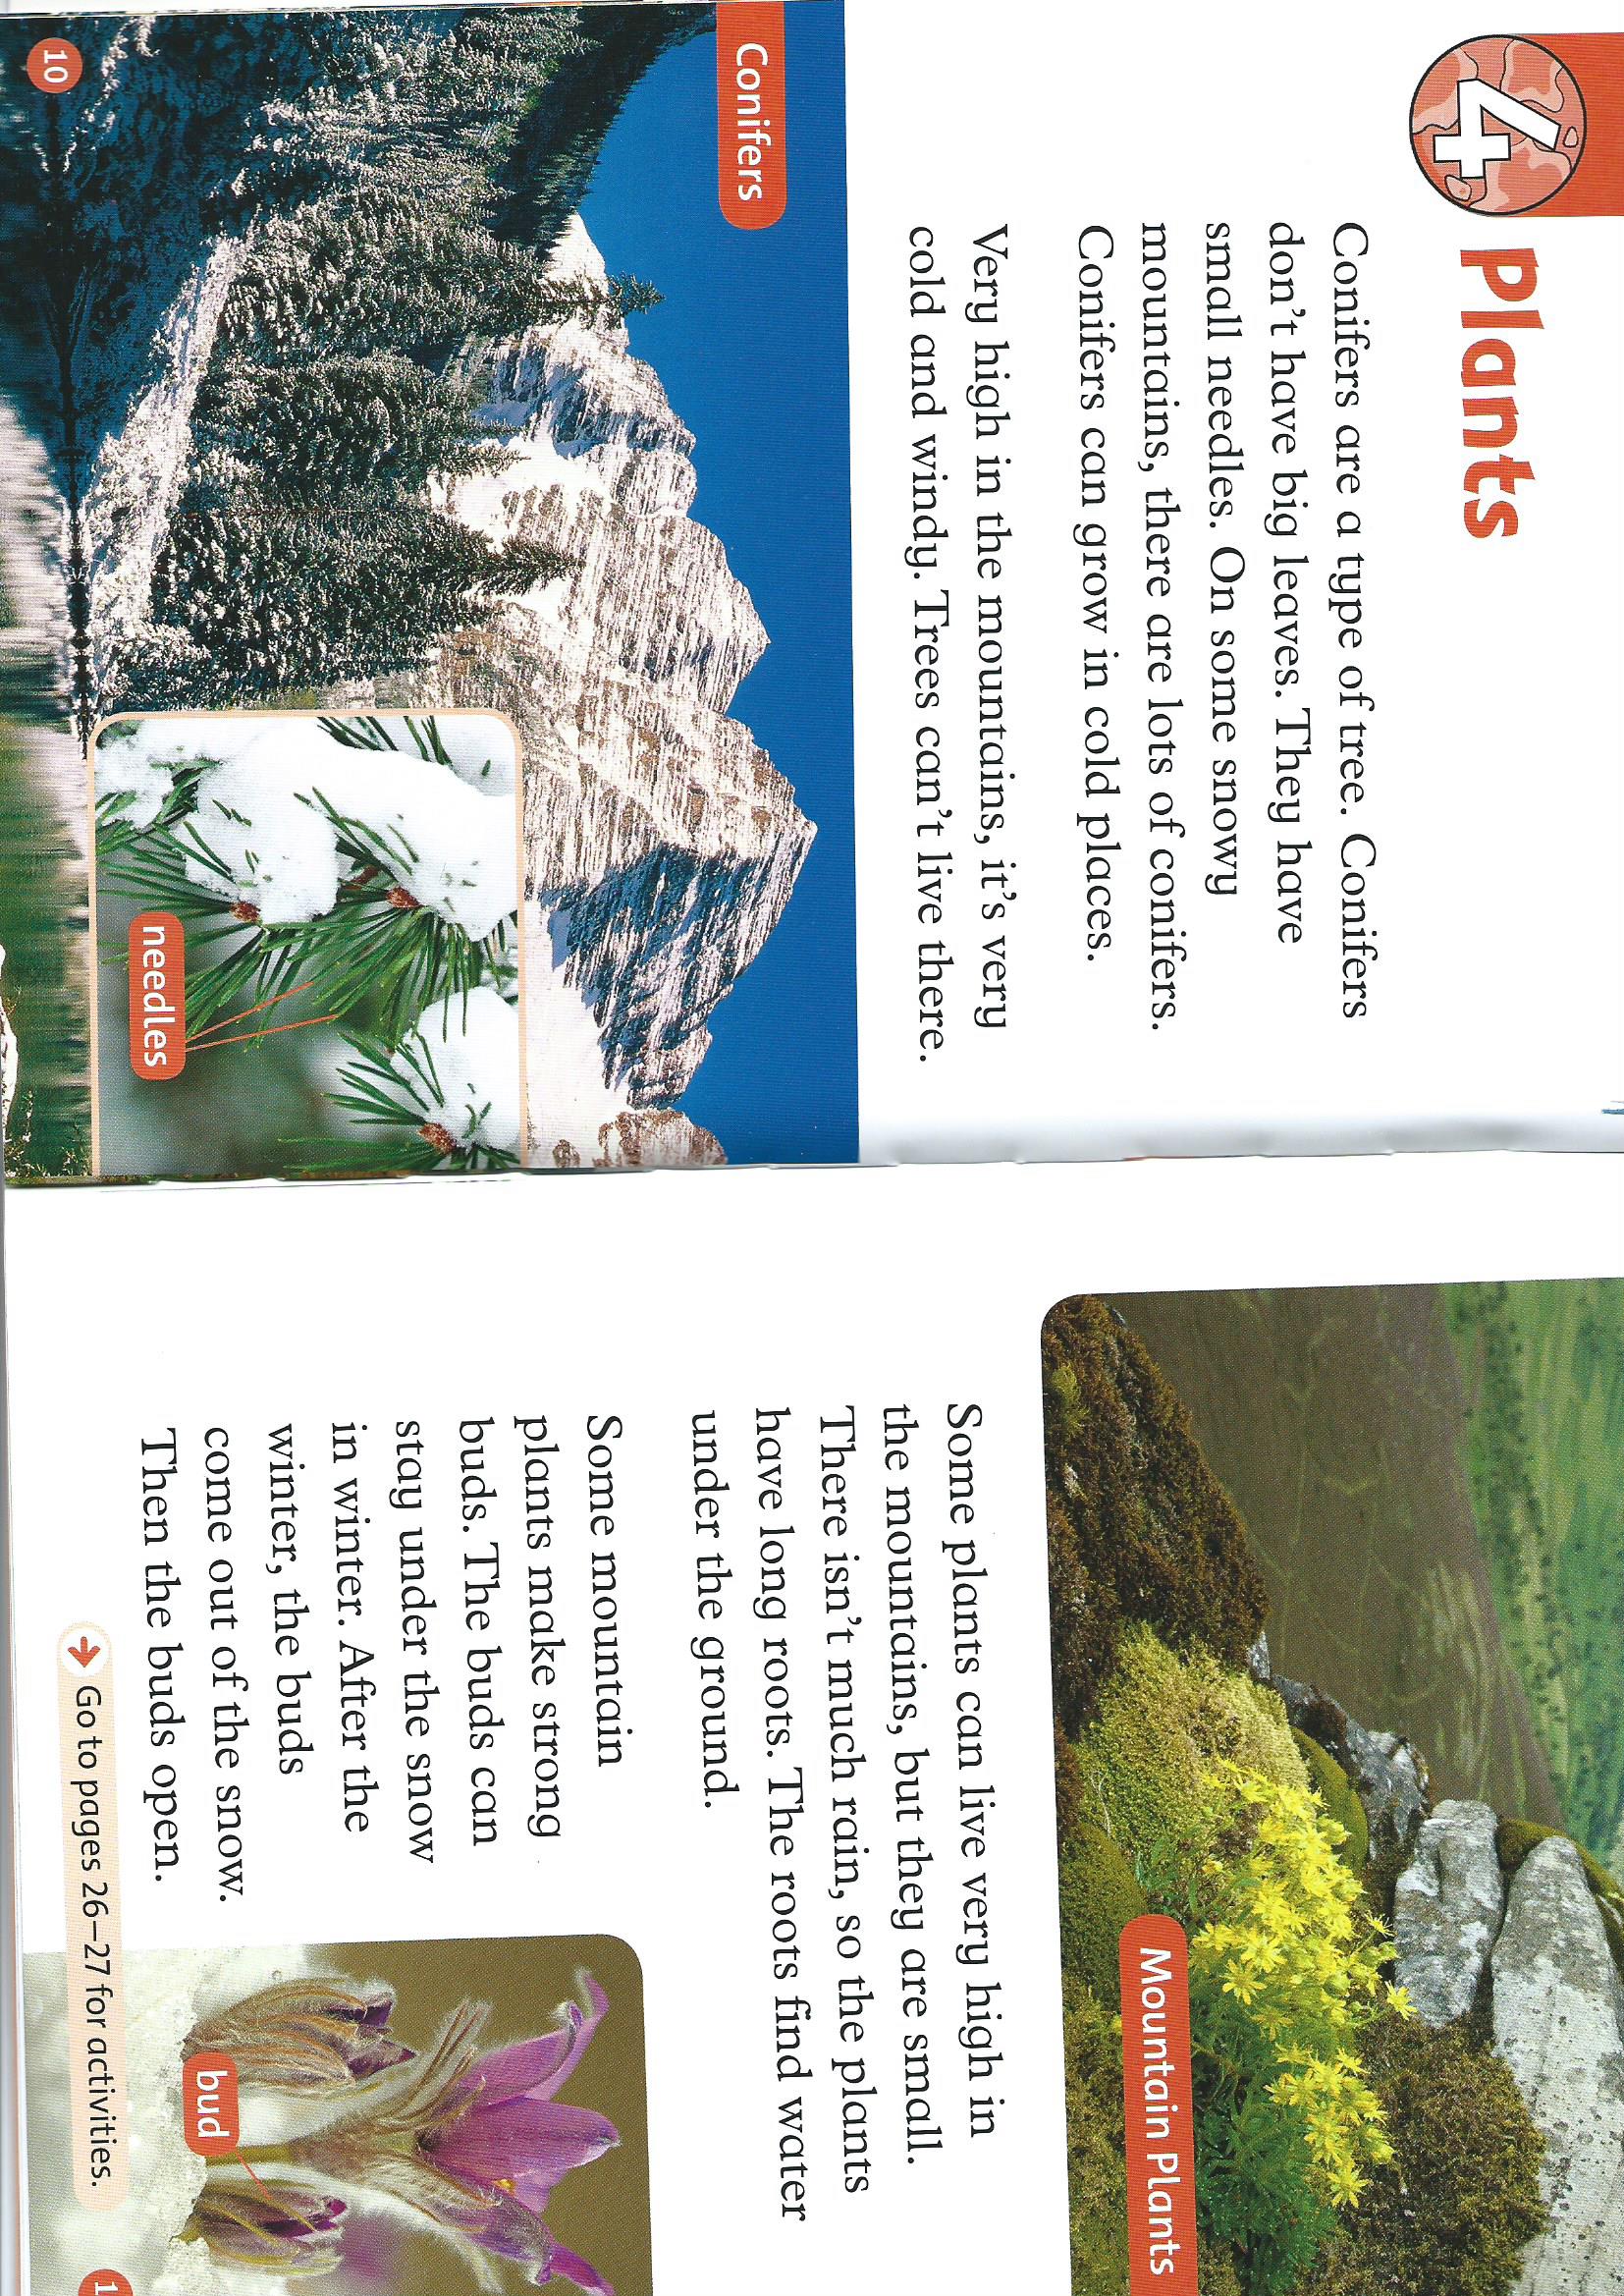 4
Plants
Conifers are a type of tree. Conifers
don't have big leaves. They have
small needles. On some snowy
mountains, there are lots of conifers.
Conifers can grow in cold places.
Very high in the mountains, it's very
cold and windy. Trees can't live there.
Conifers
needles
10
Mountain Plants
Some plants can live very high in
the mountains, but they are small.
There isn't much rain, so the plants
have long roots. The roots find water
under the ground.
Some mountain
plants make strong
buds. The buds can
stay under the snow
in winter. After the
winter, the buds
come out of the snow.
Then the buds open.
bud
Go to pages 26–27 for activities.